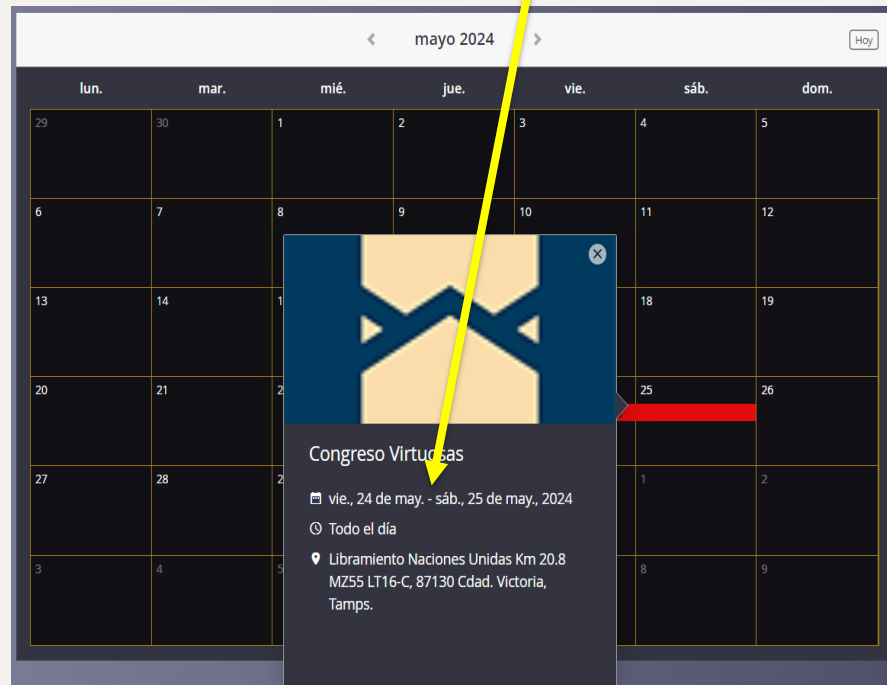 mayo 2024
Hoy
lun. mar. mié. jue. vie. sáb. dom.
29 30 1 2 3 4 5
6 7 8 9 10 11 12
13 14 18 19
20 21 25 26
27 28 1 2
3 4 5 8 9
Congreso Virtuosas
vie., 24 de may. - sáb., 25 de may., 2024
Todo el día
Libramiento Naciones Unidas Km 20.8
MZ55 LT16-C, 87130 Cdad. Victoria,
Tamps.